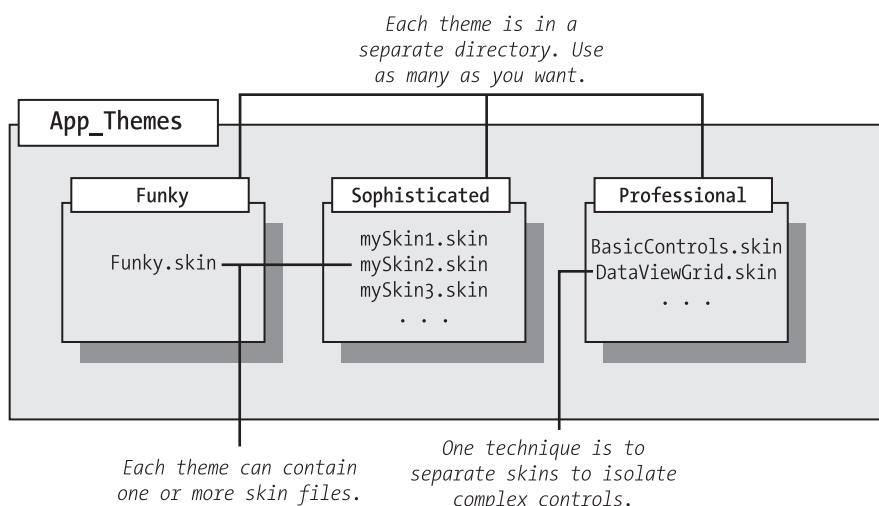 Each theme is in a
separate directory. Use
as many as you want.
App_Themes
Funky
Funky.skin
Sophisticated
mySkin1.skin
mySkin2.skin
mySkin3.skin
. . .
Professional
BasicControls.skin
DataViewGrid.skin
. . .
Each theme can contain
one or more skin files.
One technique is to
separate skins to isolate
complex controls.